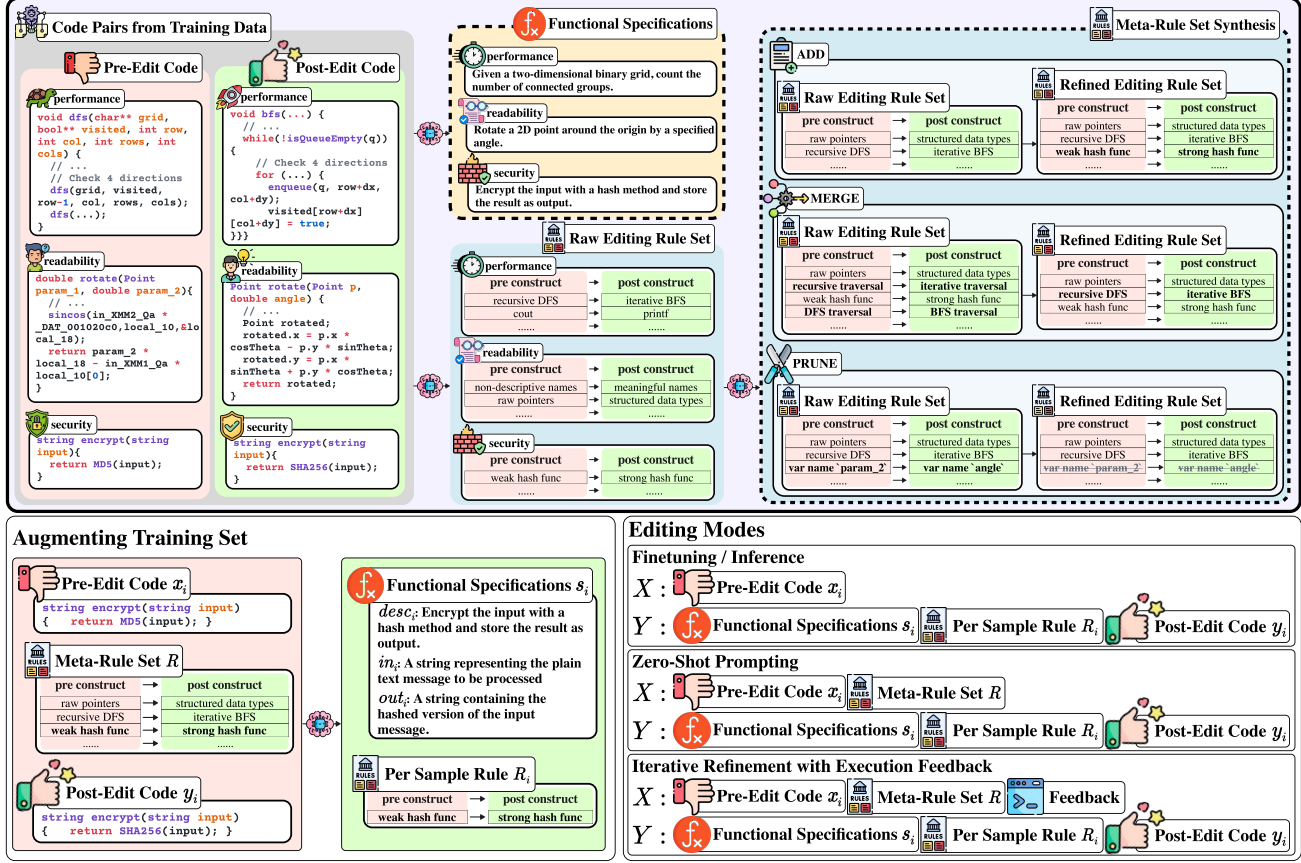 Code Pairs from Training Data
Pre-Edit Code
performance
void dfs(char** grid,
bool** visited, int row,
int col, int rows, int
cols) {
// ...
// Check 4 directions
dfs(grid, visited,
row-1, col, rows, cols);
dfs(...);
}
readability
double rotate(Point
param_1, double param_2){
// ...
sincos(in_XMM2_Qa *
_DAT_001020c0,local_10,&lo
cal_18);
return param_2 *
local_18 - in_XMM1_Qa *
local_10[0];
}
security
string encrypt(string
input){
return MD5(input);
}
Post-Edit Code
performance
void bfs(...) {
// ...
while(!isQueueEmpty(q))
{
// Check 4 directions
for (...) {
enqueue(q, row+dx,
col+dy);
visited[row+dx]
[col+dy] = true;
}}}
readability
Point rotate(Point p,
double angle) {
// ...
Point rotated;
rotated.x = p.x *
cosTheta - p.y * sinTheta;
rotated.y = p.x *
sinTheta + p.y * cosTheta;
return rotated;
}
security
string encrypt(string
input){
return SHA256(input);
}
Functional Specifications
performance
Given a two-dimensional binary grid, count the
number of connected groups.
readability
Rotate a 2D point around the origin by a specified
angle.
security
Encrypt the input with a hash method and store
the result as output.
RULES
Raw Editing Rule Set
performance
pre construct → post construct
recursive DFS → iterative BFS
cout → printf
...... → ......
readability
pre construct → post construct
non-descriptive names → meaningful names
raw pointers → structured data types
...... → ......
security
pre construct → post construct
weak hash func → strong hash func
...... → ......
RULES
Meta-Rule Set Synthesis
ADD
RULES
Raw Editing Rule Set
pre construct → post construct
raw pointers → structured data types
recursive DFS → iterative BFS
...... → ......
RULES
Refined Editing Rule Set
pre construct → post construct
raw pointers → structured data types
recursive DFS → iterative BFS
weak hash func → strong hash func
...... → ......
MERGE
RULES
Raw Editing Rule Set
pre construct → post construct
raw pointers → structured data types
recursive traversal → iterative traversal
weak hash func → strong hash func
DFS traversal → BFS traversal
...... → ......
RULES
Refined Editing Rule Set
pre construct → post construct
raw pointers → structured data types
recursive DFS → iterative BFS
weak hash func → strong hash func
...... → ......
PRUNE
RULES
Raw Editing Rule Set
pre construct → post construct
raw pointers → structured data types
recursive DFS → iterative BFS
var name `param_2` → var name `angle`
...... → ......
RULES
Refined Editing Rule Set
pre construct → post construct
raw pointers → structured data types
recursive DFS → iterative BFS
var name `param_2` → var name `angle`
...... → ......
Augmenting Training Set
Pre-Edit Code xᵢ
string encrypt(string input)
{ return MD5(input); }
RULES
Meta-Rule Set R
pre construct → post construct
raw pointers → structured data types
recursive DFS → iterative BFS
weak hash func → strong hash func
...... → ......
Post-Edit Code yᵢ
string encrypt(string input)
{ return SHA256(input); }
Functional Specifications sᵢ
descᵢ: Encrypt the input with a
hash method and store the result as
output.
inᵢ: A string representing the plain
text message to be processed
outᵢ: A string containing the
hashed version of the input
message.
RULES
Per Sample Rule Rᵢ
pre construct → post construct
weak hash func → strong hash func
Editing Modes
Finetuning / Inference
X : Pre-Edit Code xᵢ
Y : Functional Specifications sᵢ RULES Per Sample Rule Rᵢ Post-Edit Code yᵢ
Zero-Shot Prompting
X : Pre-Edit Code xᵢ RULES Meta-Rule Set R
Y : Functional Specifications sᵢ RULES Per Sample Rule Rᵢ Post-Edit Code yᵢ
Iterative Refinement with Execution Feedback
X : Pre-Edit Code xᵢ RULES Meta-Rule Set R Feedback
Y : Functional Specifications sᵢ RULES Per Sample Rule Rᵢ Post-Edit Code yᵢ